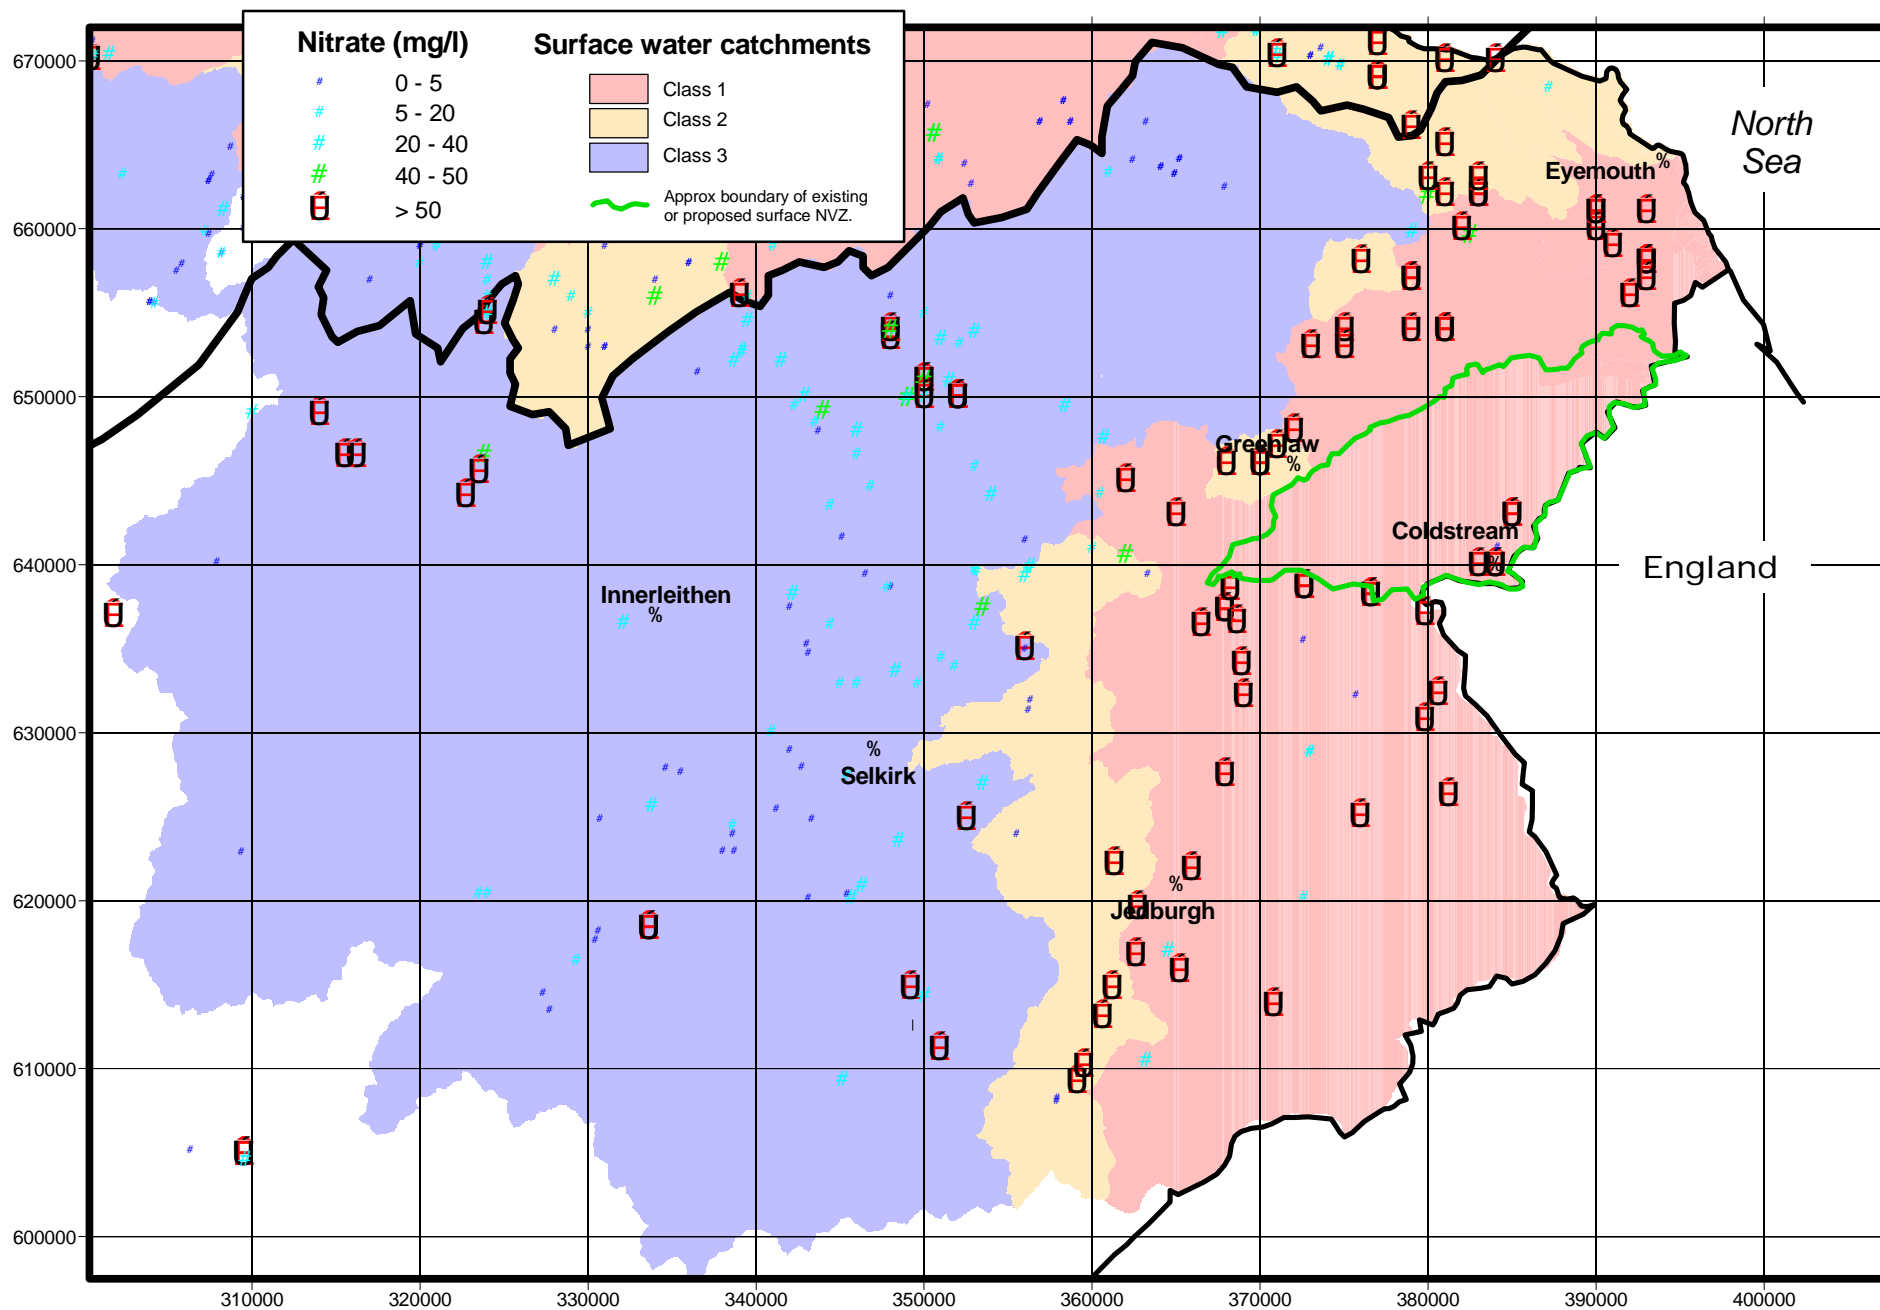 Nitrate (mg/l)
0 - 5
5 - 20
20 - 40
40 - 50
> 50
Surface water catchments
Class 1
Class 2
Class 3
Approx boundary of existing
or proposed surface NVZ.
North
Sea
Eyemouth
Greenlaw
Coldstream
England
Innerleithen
Selkirk
Jedburgh
670000
660000
650000
640000
630000
620000
610000
600000
310000
320000
330000
340000
350000
360000
370000
380000
390000
400000